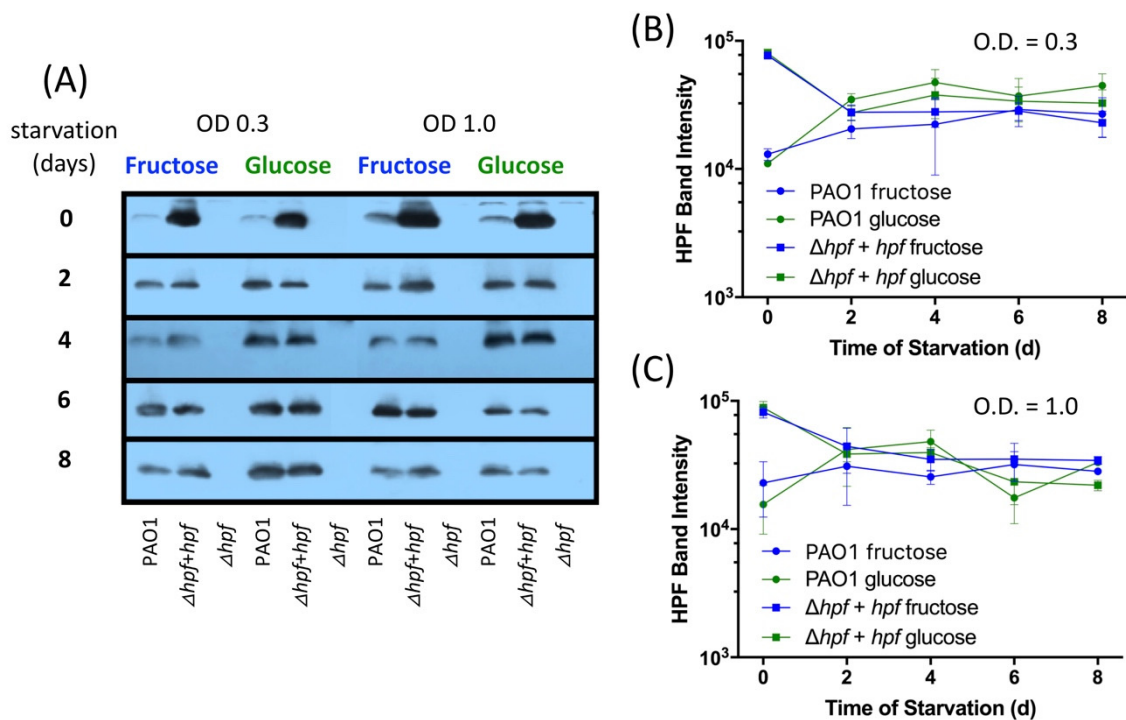 (A)
starvation
(days)
OD 0.3
OD 1.0
Fructose
Glucose
Fructose
Glucose
0
2
4
6
8
PAO1
Δhpf+hpf
Δhpf
PAO1
Δhpf+hpf
Δhpf
PAO1
Δhpf+hpf
Δhpf
PAO1
Δhpf+hpf
Δhpf
(B)
O.D. = 0.3
HPF Band Intensity
10⁵
10⁴
10³
PAO1 fructose
PAO1 glucose
Δhpf + hpf fructose
Δhpf + hpf glucose
0 2 4 6 8
Time of Starvation (d)
(C)
O.D. = 1.0
HPF Band Intensity
10⁵
10⁴
10³
PAO1 fructose
PAO1 glucose
Δhpf + hpf fructose
Δhpf + hpf glucose
0 2 4 6 8
Time of Starvation (d)